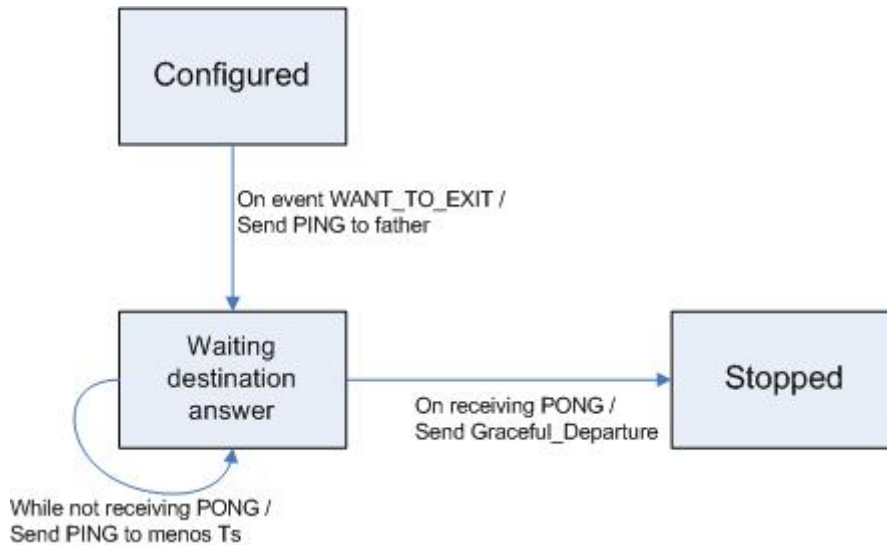 Configured
On event WANT_TO_EXIT /
Send PING to father
Waiting
destination
answer
On receiving PONG /
Send Graceful_Departure
Stopped
While not receiving PONG /
Send PING to menos Ts